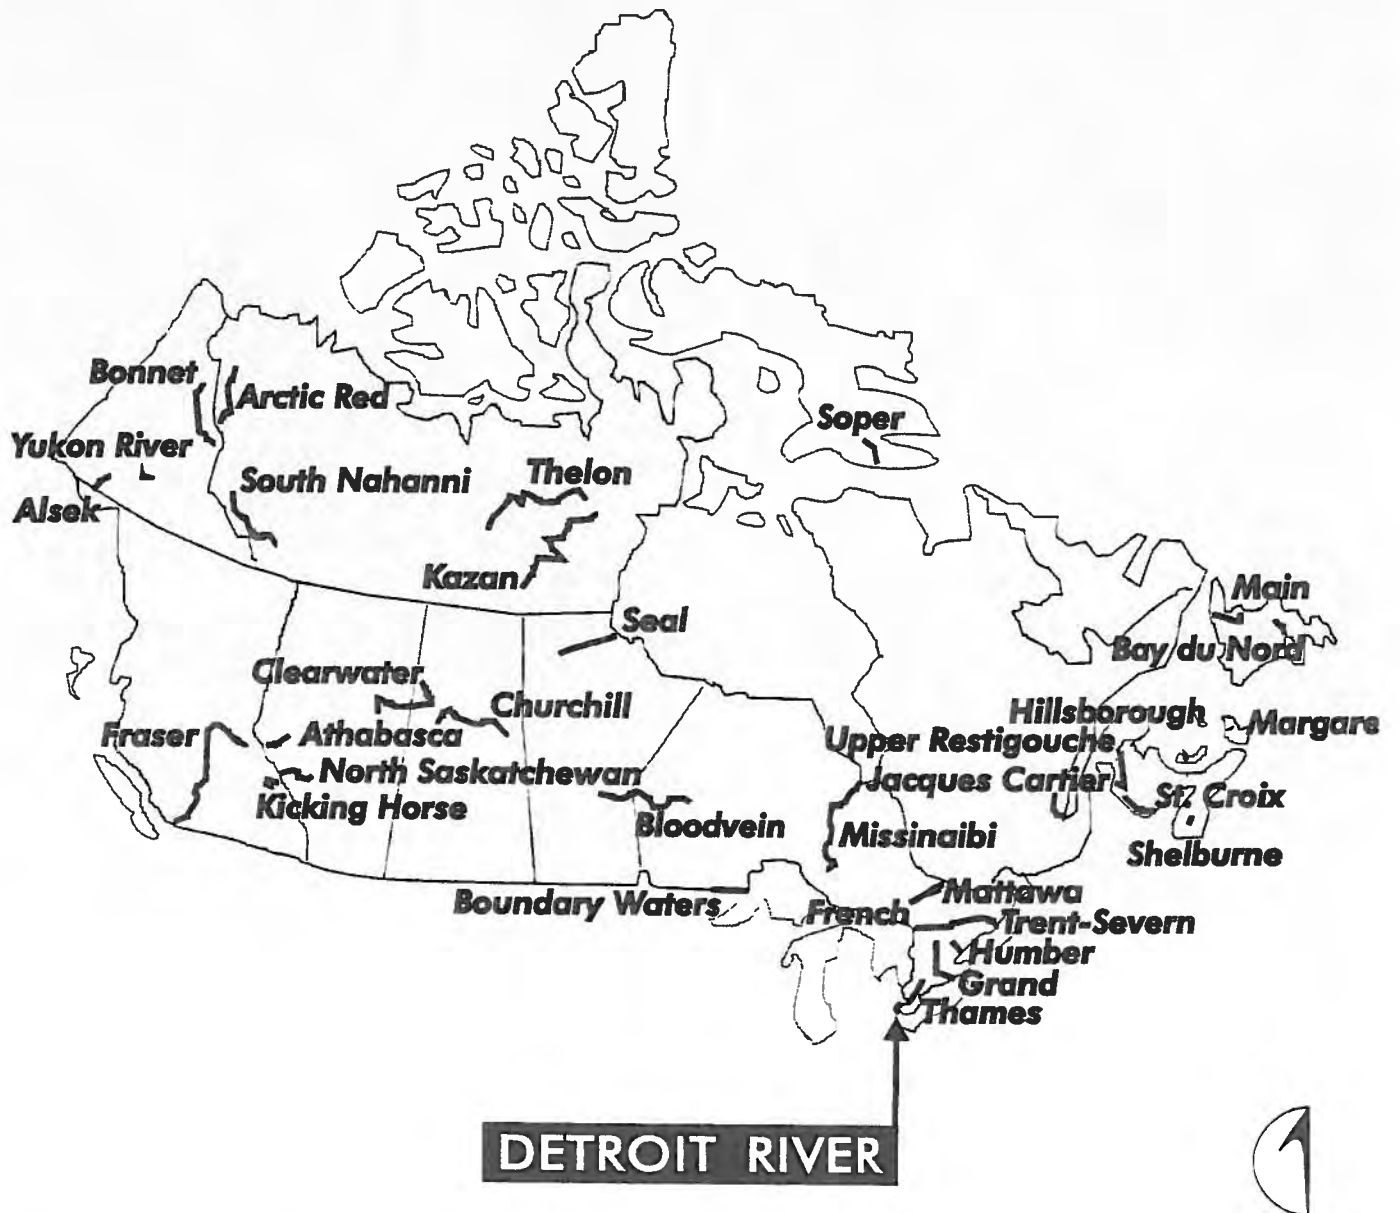 Bonnet
Arctic Red
Soper
Yukon River
Thelon
South Nahanni
Alsek
Kazan
Main
Seal
Bay du Nord
Clearwater
Churchill
Hillsborough
Margare
Fraser
Athabasca
Upper Restigouche
North Saskatchewan
Jacques Cartier
St. Croix
Kicking Horse
Bloodvein
Missinaibi
Shelburne
Mattawa
Boundary Waters
French
Trent-Severn
Humber
Grand
Thames
DETROIT RIVER